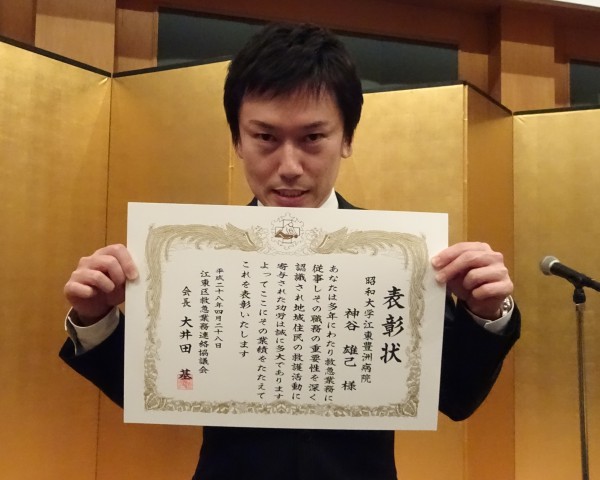 表彰状
昭和大学江東豊洲病院
神谷 雄己 様
あなたは多年にわたり救急業務に
従事しその職務の重要性を深く
認識され地域住民の救護活動に
寄与された功労は誠に多大であります
よってここにその業績をたたえて
これを表彰いたします
平成二十八年四月二十八日
江東区救急業務連絡協議会
会長 大井田 基